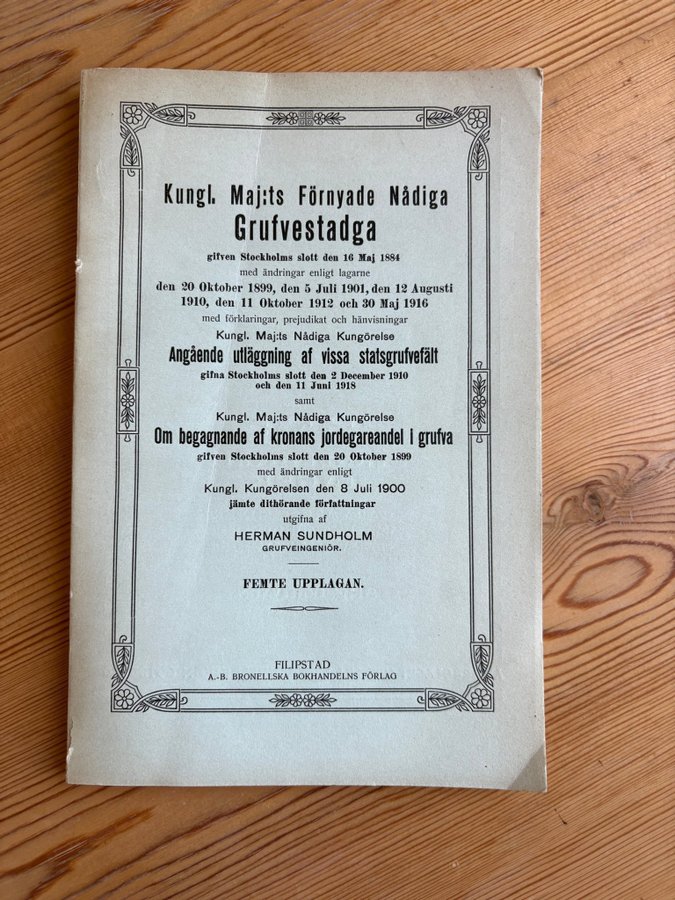 Kungl. Maj:ts Förnyade Nådiga
Grufvestadga
gifven Stockholms slott den 16 Maj 1884
med ändringar enligt lagarne
den 20 Oktober 1899, den 5 Juli 1901, den 12 Augusti
1910, den 11 Oktober 1912 och 30 Maj 1916
med förklaringar, prejudikat och hänvisningar
Kungl. Maj:ts Nådiga Kungörelse
Angående utläggning af vissa statsgrufvefält
gifna Stockholms slott den 2 December 1910
och den 11 Juni 1918
samt
Kungl. Maj:ts Nådiga Kungörelse
Om begagnande af kronans jordegareandel i grufva
gifven Stockholms slott den 20 Oktober 1899
med ändringar enligt
Kungl. Kungörelsen den 8 Juli 1900
jämte dithörande författningar
utgifna af
HERMAN SUNDHOLM
GRUFVEINGENIÖR.
FEMTE UPPLAGAN.
FILIPSTAD
A.-B. BRONELLSKA BOKHANDELNS FÖRLAG